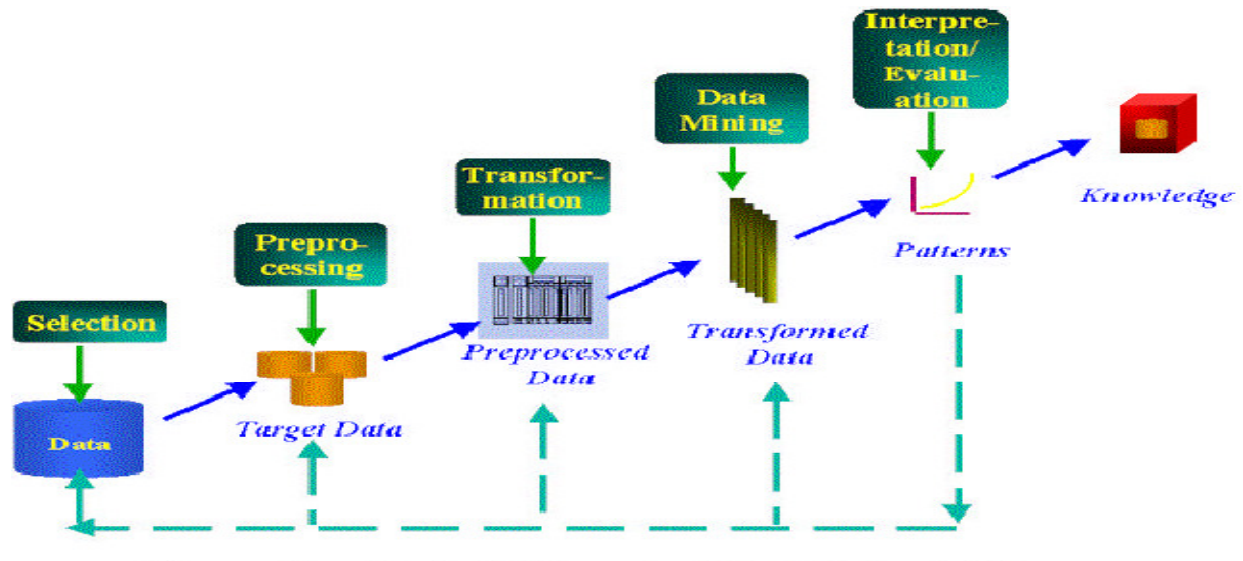 Interpre-
tation/
Evalu-
ation
Data
Mining
Knowledge
Transfor-
mation
Patterns
Prepro-
cessing
Selection
Transformed
Data
Preprocessed
Data
Target Data
Data